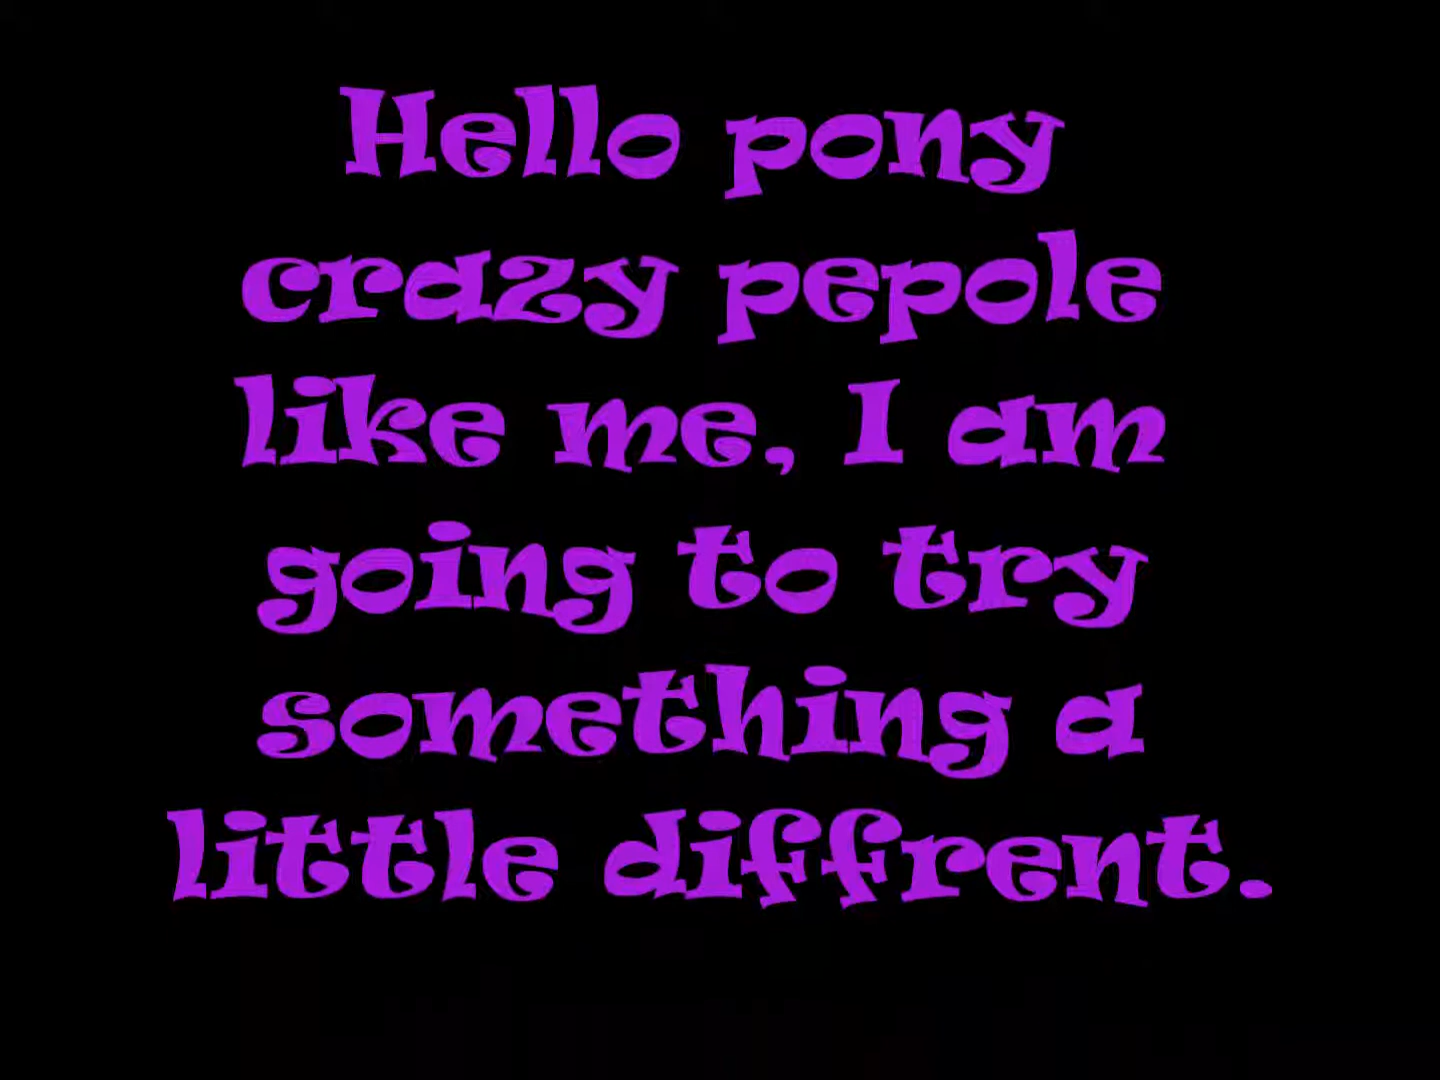 Hello pony
crazy pepole
like me, I am
going to try
something a
little diffrent.